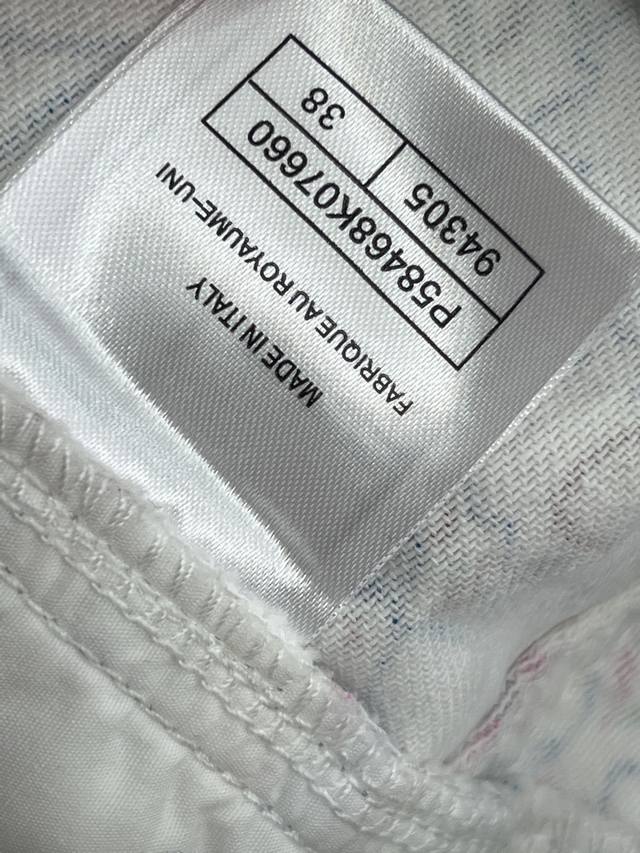 MADE IN ITALY
FABRIQUE AU ROYAUME-UNI
P58468K07660
94305 38